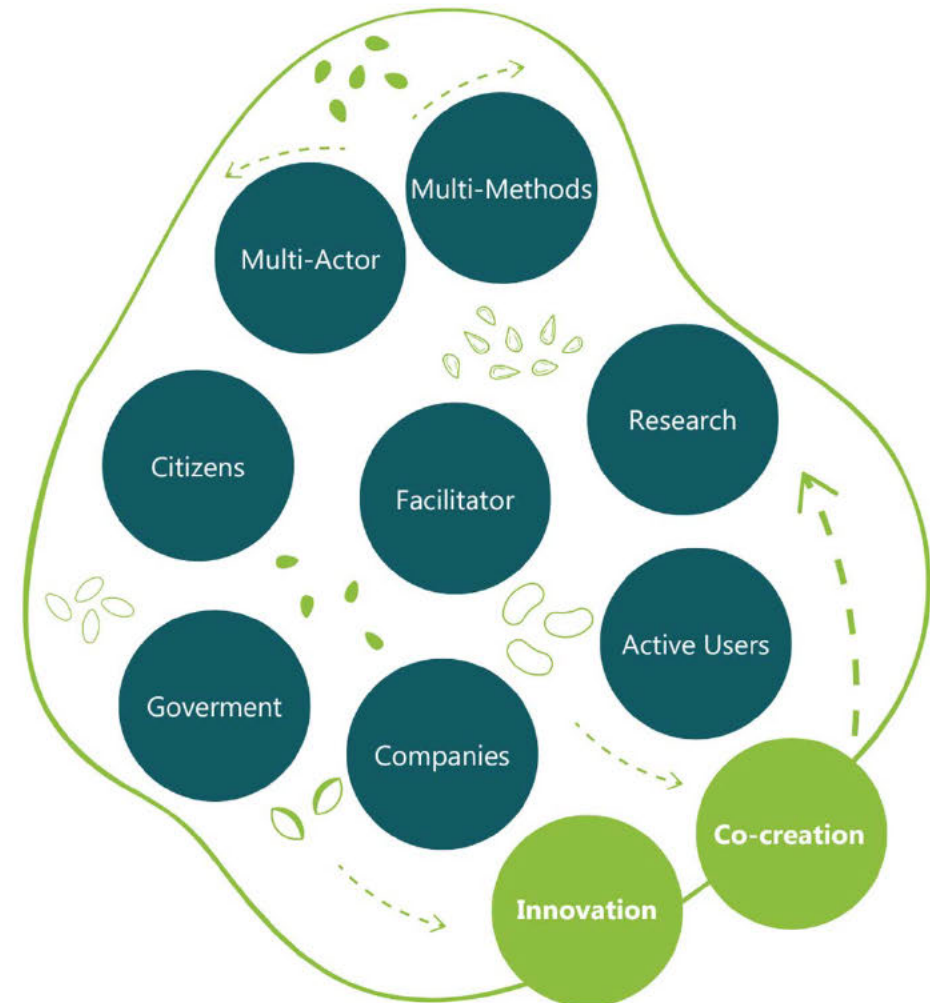 Multi-Methods
Multi-Actor
Research
Citizens
Facilitator
Active Users
Goverment
Companies
Co-creation
Innovation